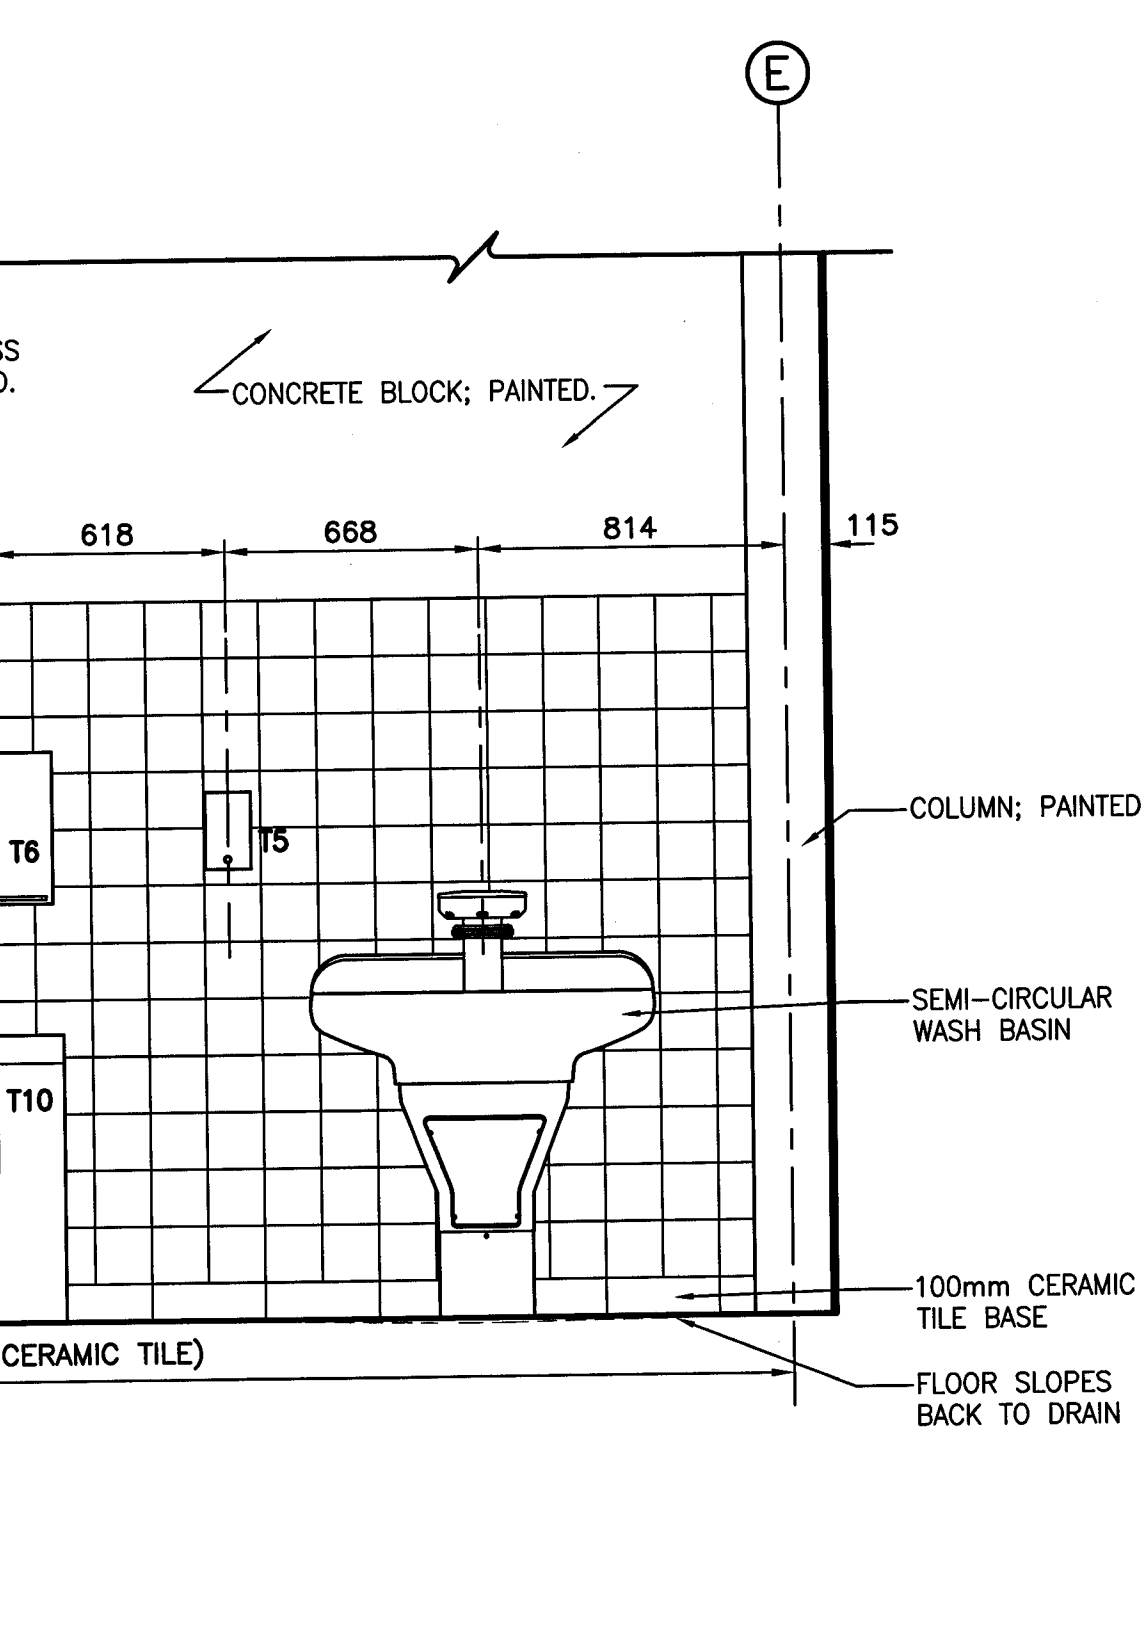 E
SS
D.
CONCRETE BLOCK; PAINTED.
618
668
814
115
T6
T5
COLUMN; PAINTED
SEMI-CIRCULAR
WASH BASIN
T10
100mm CERAMIC
TILE BASE
CERAMIC TILE)
FLOOR SLOPES
BACK TO DRAIN